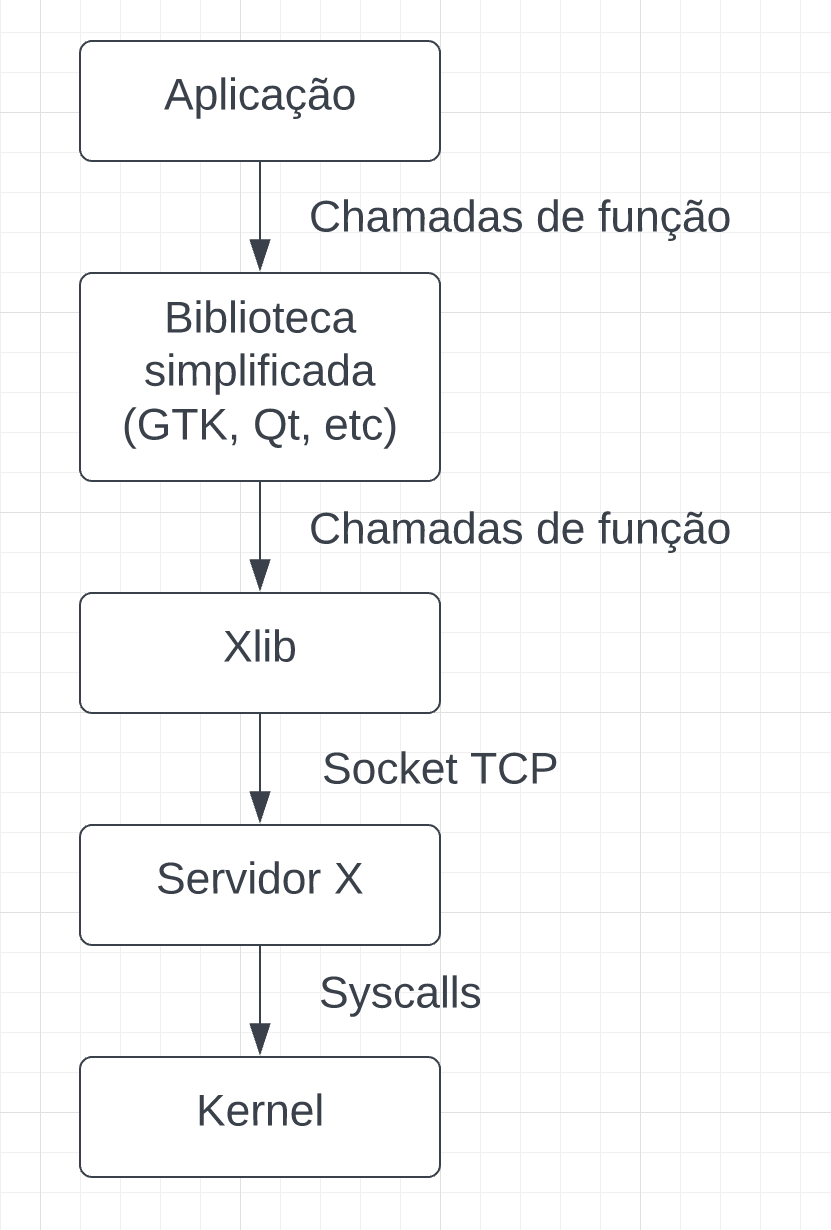 Aplicação
Chamadas de função
Biblioteca
simplificada
(GTK, Qt, etc)
Chamadas de função
Xlib
Socket TCP
Servidor X
Syscalls
Kernel